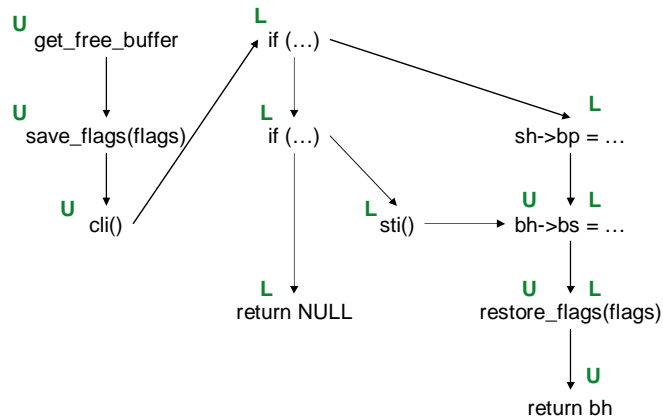 U
get_free_buffer
U
save_flags(flags)
U
cli()
L
if (…)
L
if (…)
L
sti()
L
return NULL
L
sh->bp = …
U L
bh->bs = …
U L
restore_flags(flags)
U
return bh